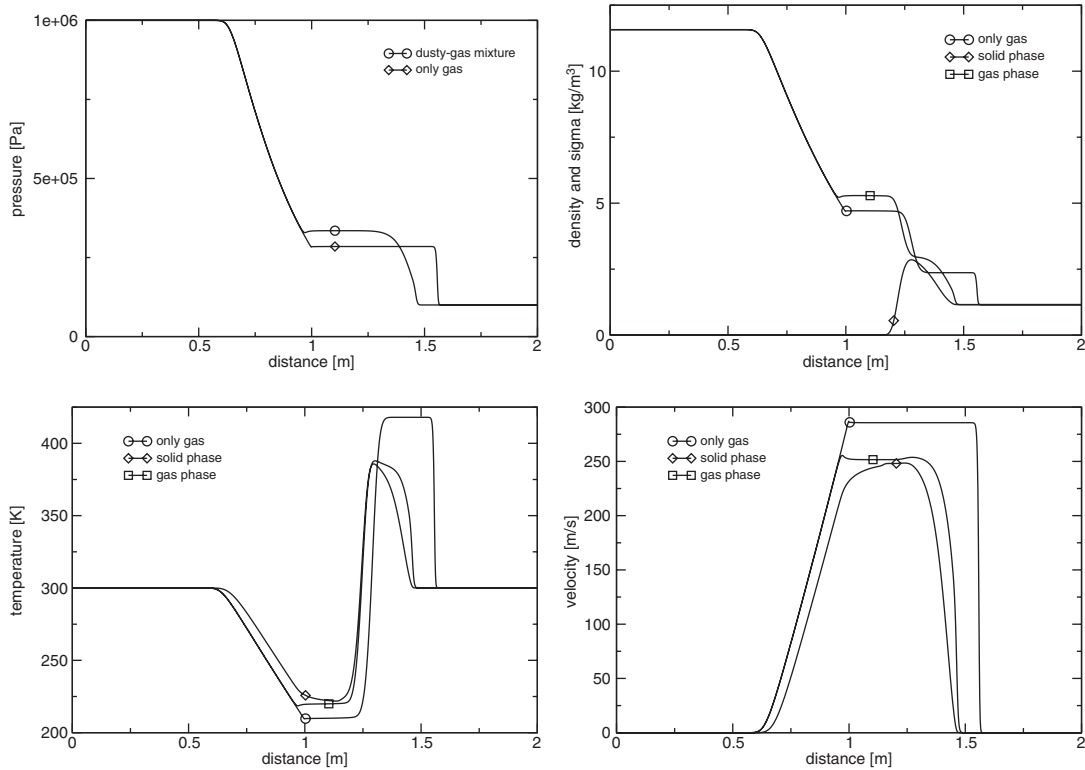 1e+06
5e+05
0
pressure [Pa]
dusty-gas mixture
only gas
0 0.5 1 1.5 2
distance [m]
10
5
0
density and sigma [kg/m³]
only gas
solid phase
gas phase
0 0.5 1 1.5 2
distance [m]
400
350
300
250
200
temperature [K]
only gas
solid phase
gas phase
0 0.5 1 1.5 2
distance [m]
300
250
200
150
100
50
0
velocity [m/s]
only gas
solid phase
gas phase
0 0.5 1 1.5 2
distance [m]